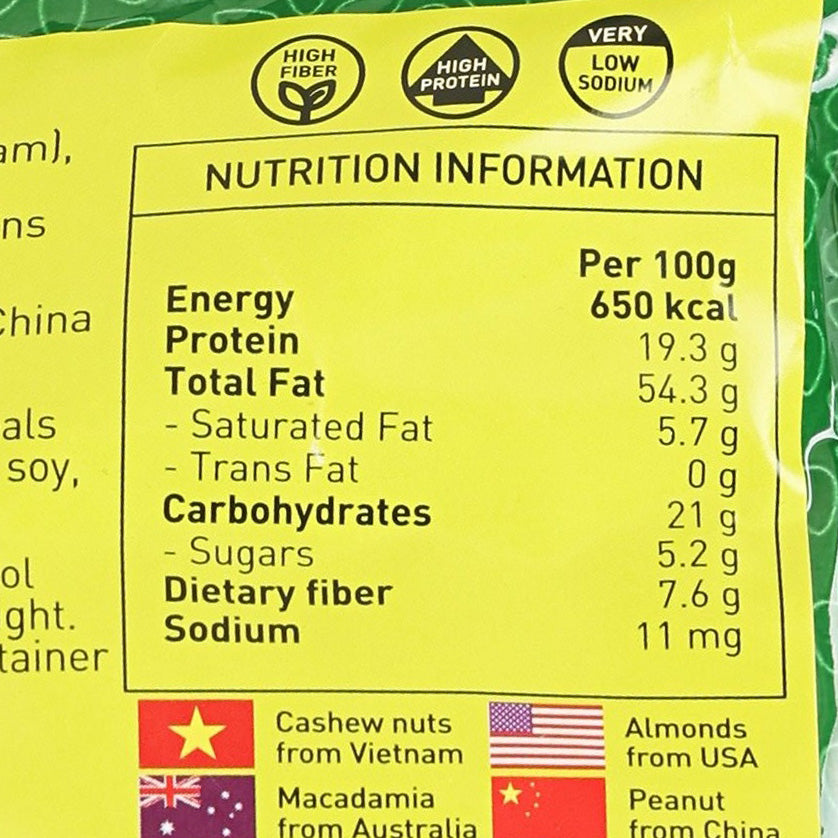 HIGH
FIBER
HIGH
PROTEIN
VERY
LOW
SODIUM
NUTRITION INFORMATION
Per 100g
Energy 650 kcal
Protein 19.3 g
Total Fat 54.3 g
- Saturated Fat 5.7 g
- Trans Fat 0 g
Carbohydrates 21 g
- Sugars 5.2 g
Dietary fiber 7.6 g
Sodium 11 mg
am),
ns
China
als
soy,
ol
ght.
tainer
Cashew nuts
from Vietnam
Almonds
from USA
Macadamia
from Australia
Peanut
from China